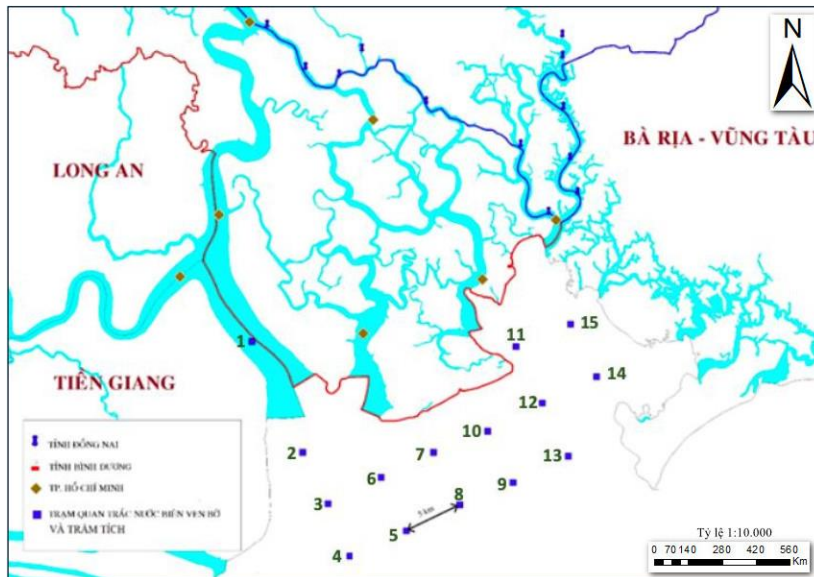 N
BÀ RỊA - VŨNG TÀU
LONG AN
15
11
1
14
TIỀN GIANG
12
10
TỈNH ĐỒNG NAI
2
7
13
TỈNH BÌNH DƯƠNG
6
9
TP. HỒ CHÍ MINH
8
3
5 km
TRẠM QUAN TRẮC NƯỚC BIỂN VEN BỜ
VÀ TRẦM TÍCH
5
Tỷ lệ 1:10.000
4
0 70 140 280 420 560
Km